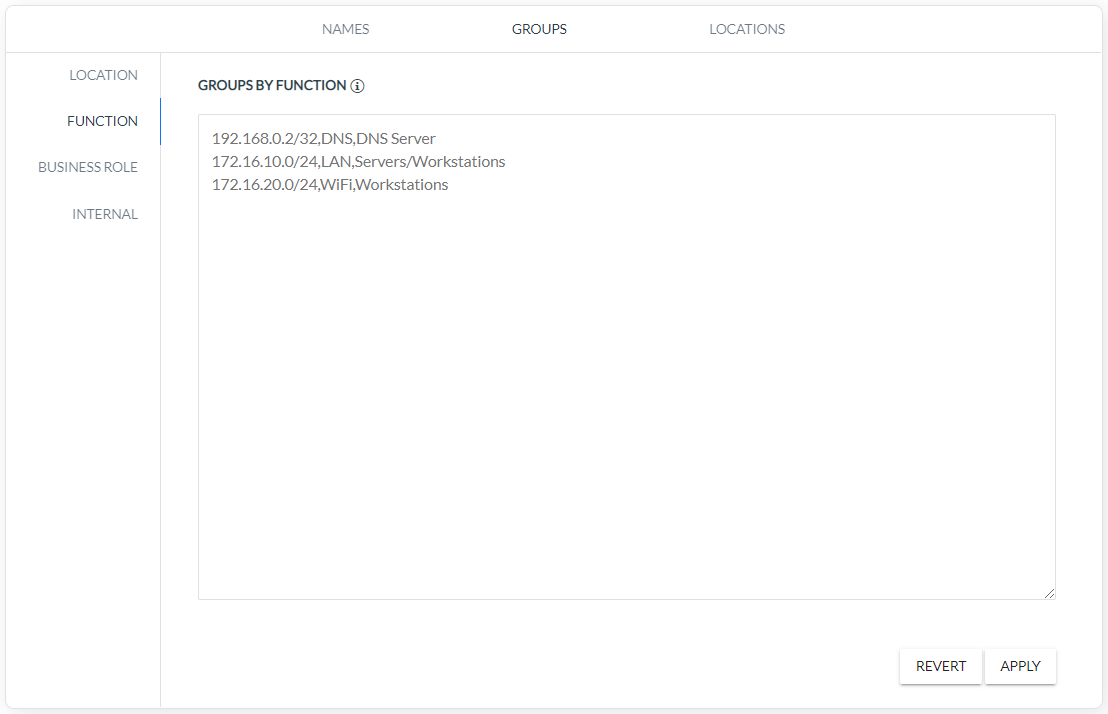 NAMES
GROUPS
LOCATIONS
LOCATION
FUNCTION
BUSINESS ROLE
INTERNAL
GROUPS BY FUNCTION
192.168.0.2/32,DNS,DNS Server
172.16.10.0/24,LAN,Servers/Workstations
172.16.20.0/24,WiFi,Workstations
REVERT
APPLY